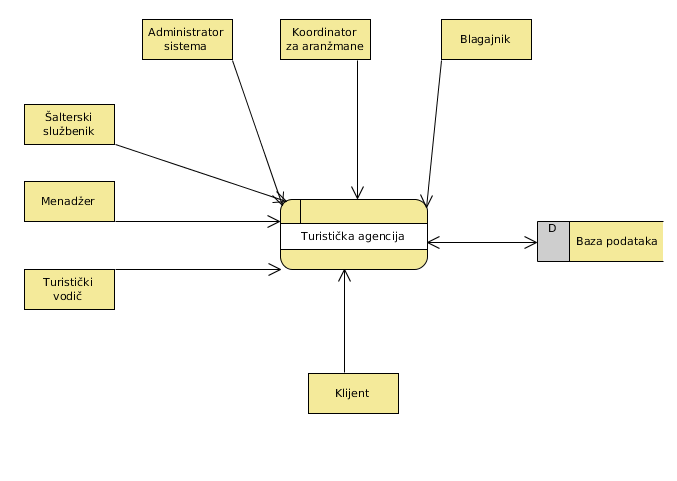 Administrator
sistema
Koordinator
za aranžmane
Blagajnik
Šalterski
službenik
Menadžer
Turistički
vodič
Turistička agencija
D
Baza podataka
Klijent